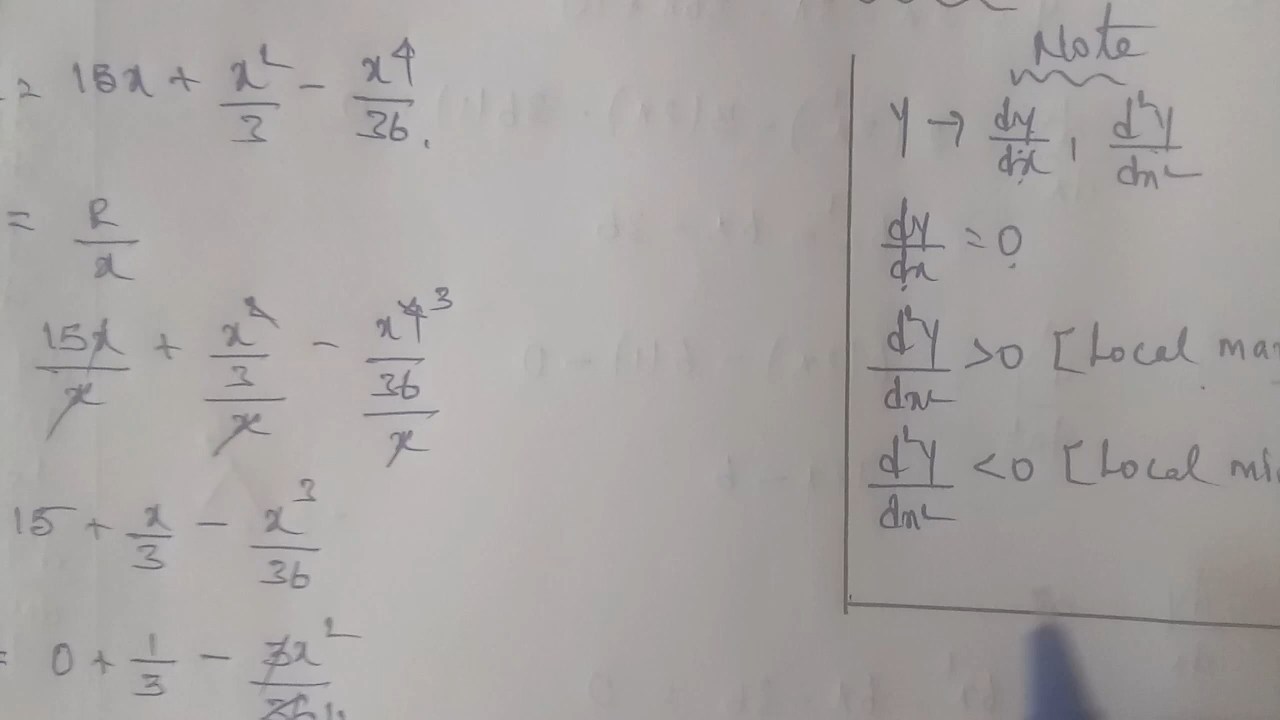 = 15x + x²/3 - x⁴/36.
= R/x
15x/x + x²/3/x - x⁴ ³/36/x
15 + x/3 - x³/36
= 0 + 1/3 - 3x²/36
Note
Y → dy/dx, d²y/dx²
dy/dx = 0
d²y/dx² > 0 [Local
d²y/dx² < 0 [Local